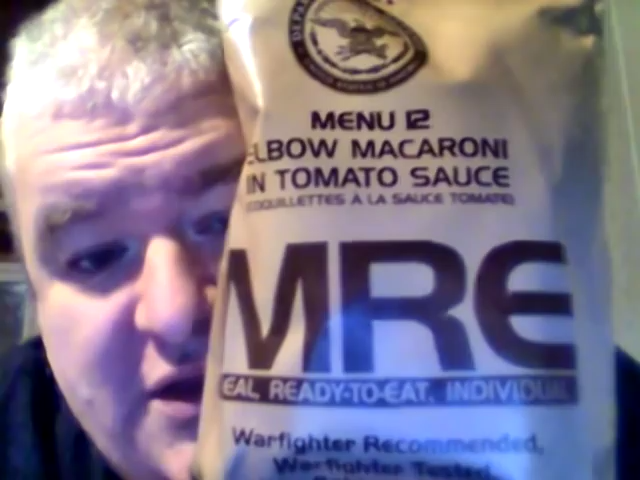 MENU 12
ELBOW MACARONI
IN TOMATO SAUCE
(COQUILLETTES À LA SAUCE TOMATE)
MRE
EAL, READY-TO-EAT, INDIVIDUAL
Warfighter Recommended,
Warfighter Tested